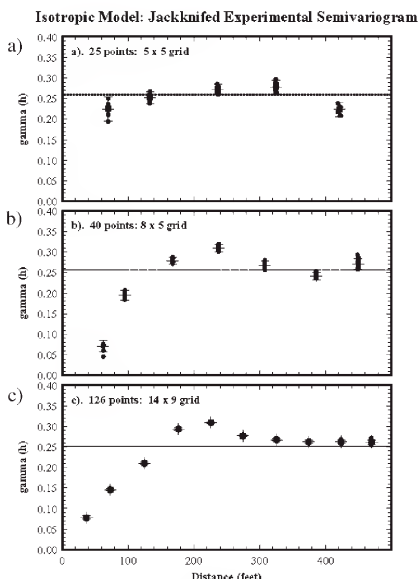 Isotropic Model: Jackknifed Experimental Semivariogram
a)
a). 25 points: 5 x 5 grid
gamma (h)
0.40
0.35
0.30
0.25
0.20
0.15
0.10
0.05
0.00
b)
b). 40 points: 8 x 5 grid
gamma (h)
0.40
0.35
0.30
0.25
0.20
0.15
0.10
0.05
0.00
c)
c). 126 points: 14 x 9 grid
gamma (h)
0.40
0.35
0.30
0.25
0.20
0.15
0.10
0.05
0.00
0 100 200 300 400
Distance (feet)